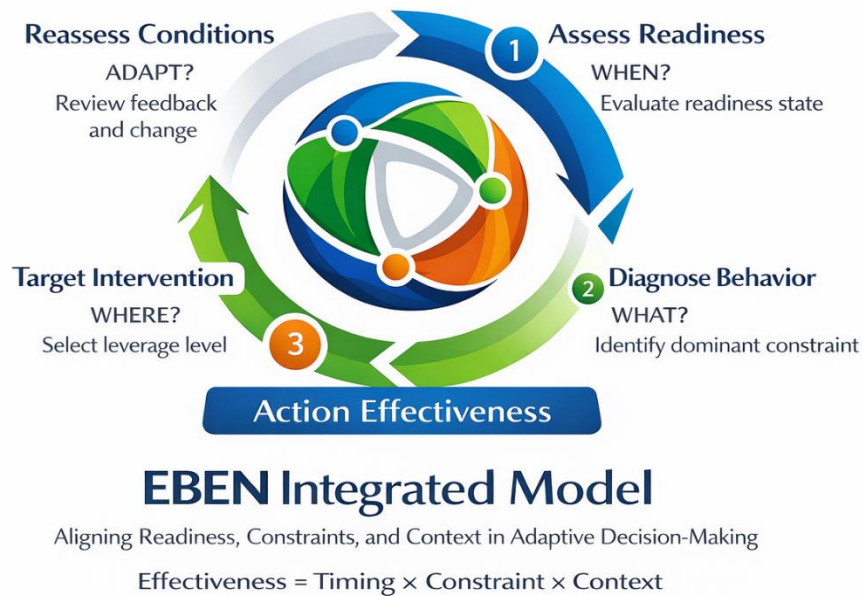 Reassess Conditions
ADAPT?
Review feedback
and change
1
Assess Readiness
WHEN?
Evaluate readiness state
2
Diagnose Behavior
WHAT?
Identify dominant constraint
3
Target Intervention
WHERE?
Select leverage level
Action Effectiveness
EBEN Integrated Model
Aligning Readiness, Constraints, and Context in Adaptive Decision-Making
Effectiveness = Timing × Constraint × Context